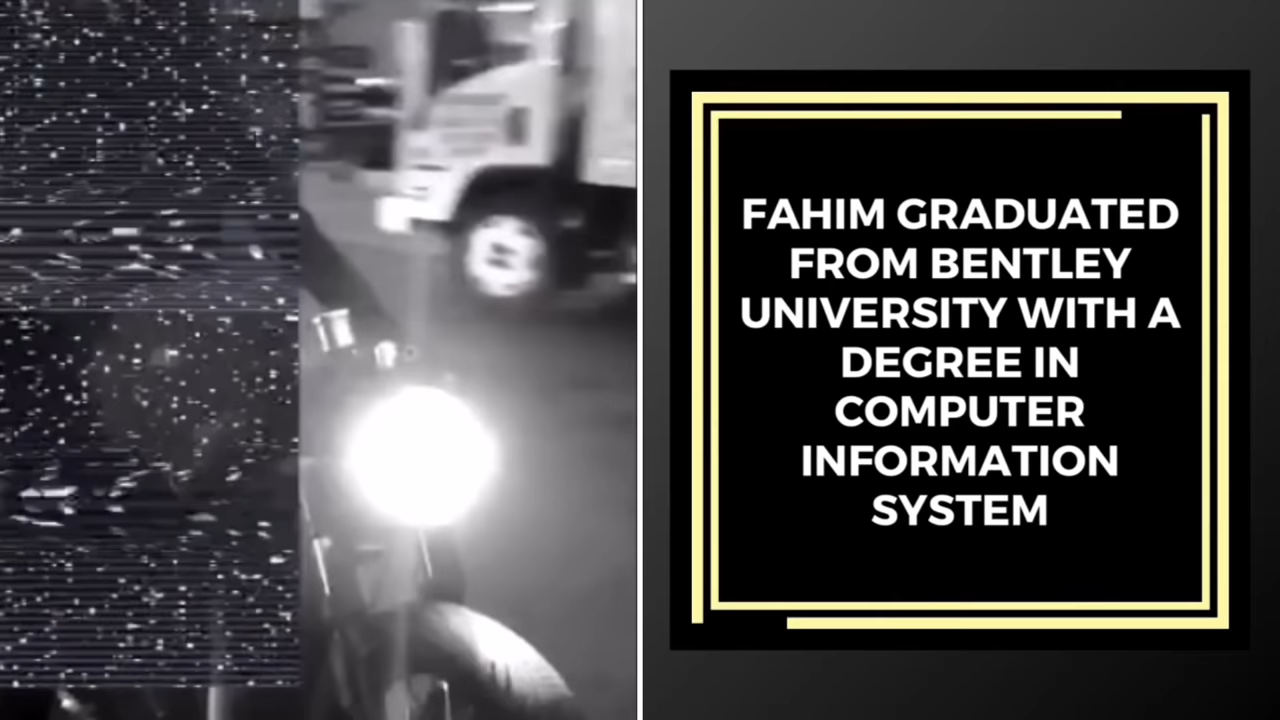 FAHIM GRADUATED
FROM BENTLEY
UNIVERSITY WITH A
DEGREE IN
COMPUTER
INFORMATION
SYSTEM